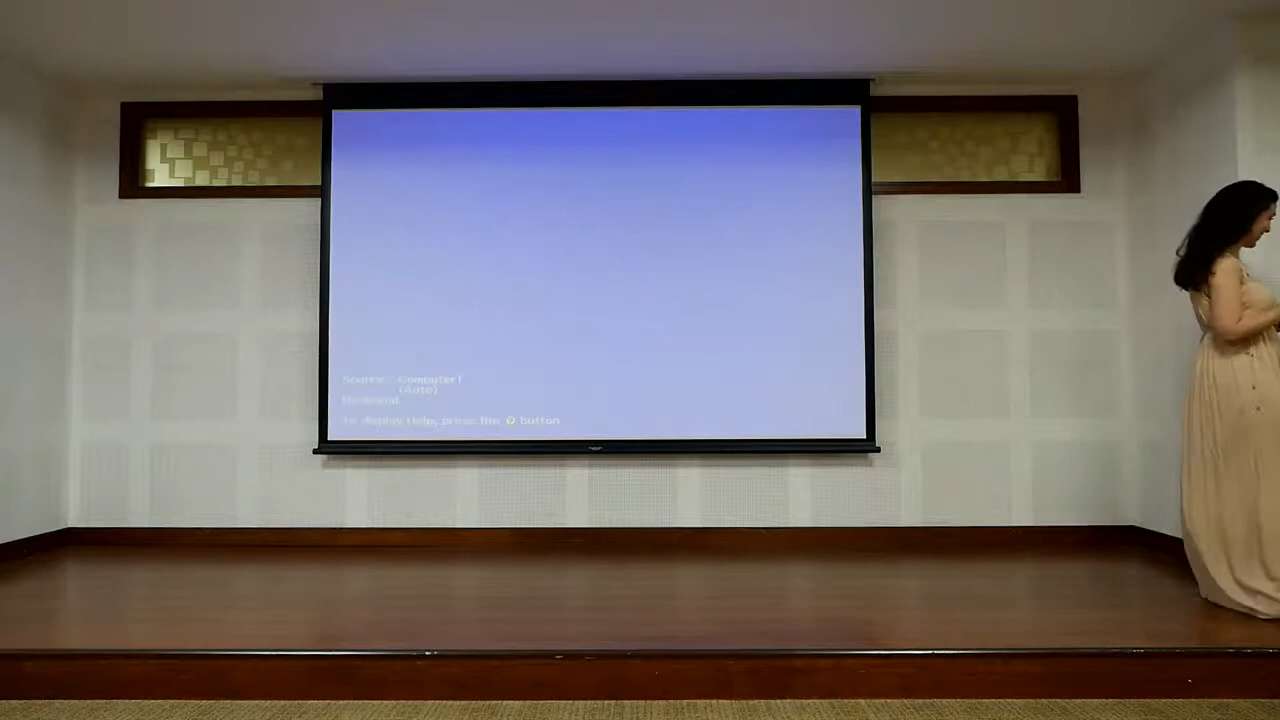 Source: Computer1
(Auto)
To display Help, press the button